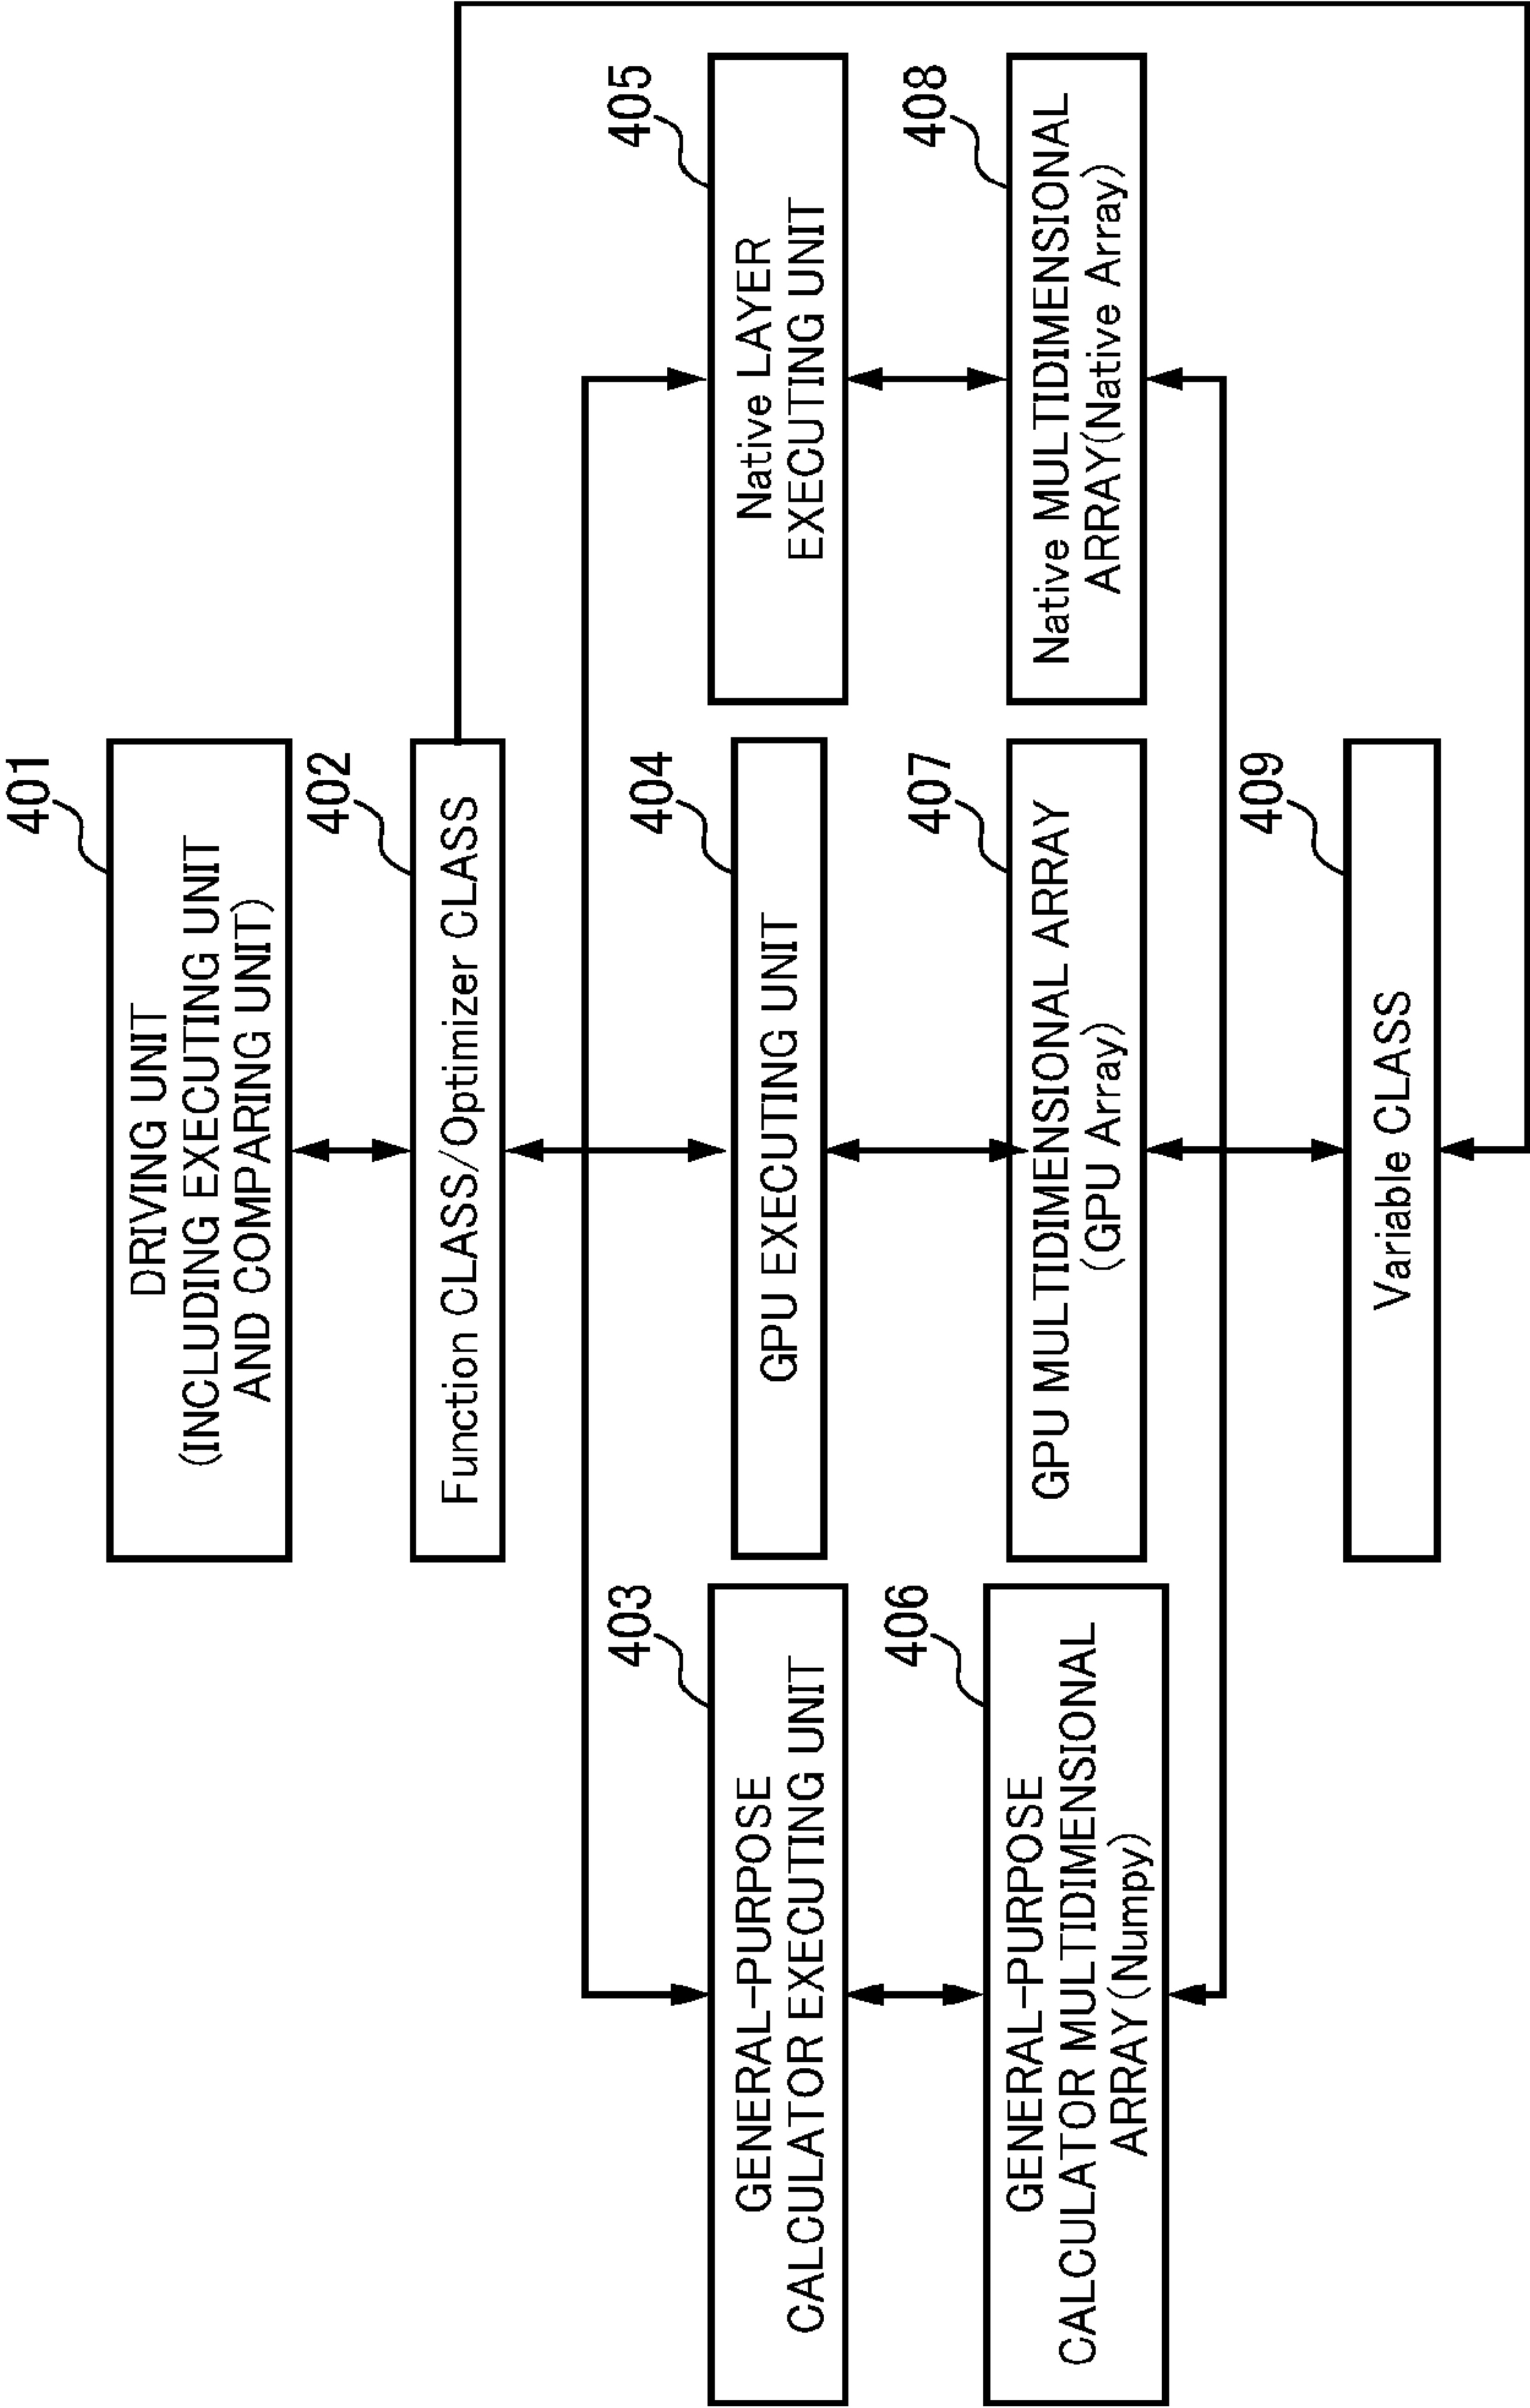 401
DRIVING UNIT
(INCLUDING EXECUTING UNIT
AND COMPARING UNIT)
402
Function CLASS/Optimizer CLASS
403
GENERAL-PURPOSE
CALCULATOR EXECUTING UNIT
404
GPU EXECUTING UNIT
405
Native LAYER
EXECUTING UNIT
406
GENERAL-PURPOSE
CALCULATOR MULTIDIMENSIONAL
ARRAY(Numpy)
407
GPU MULTIDIMENSIONAL ARRAY
(GPU Array)
408
Native MULTIDIMENSIONAL
ARRAY(Native Array)
409
Variable CLASS